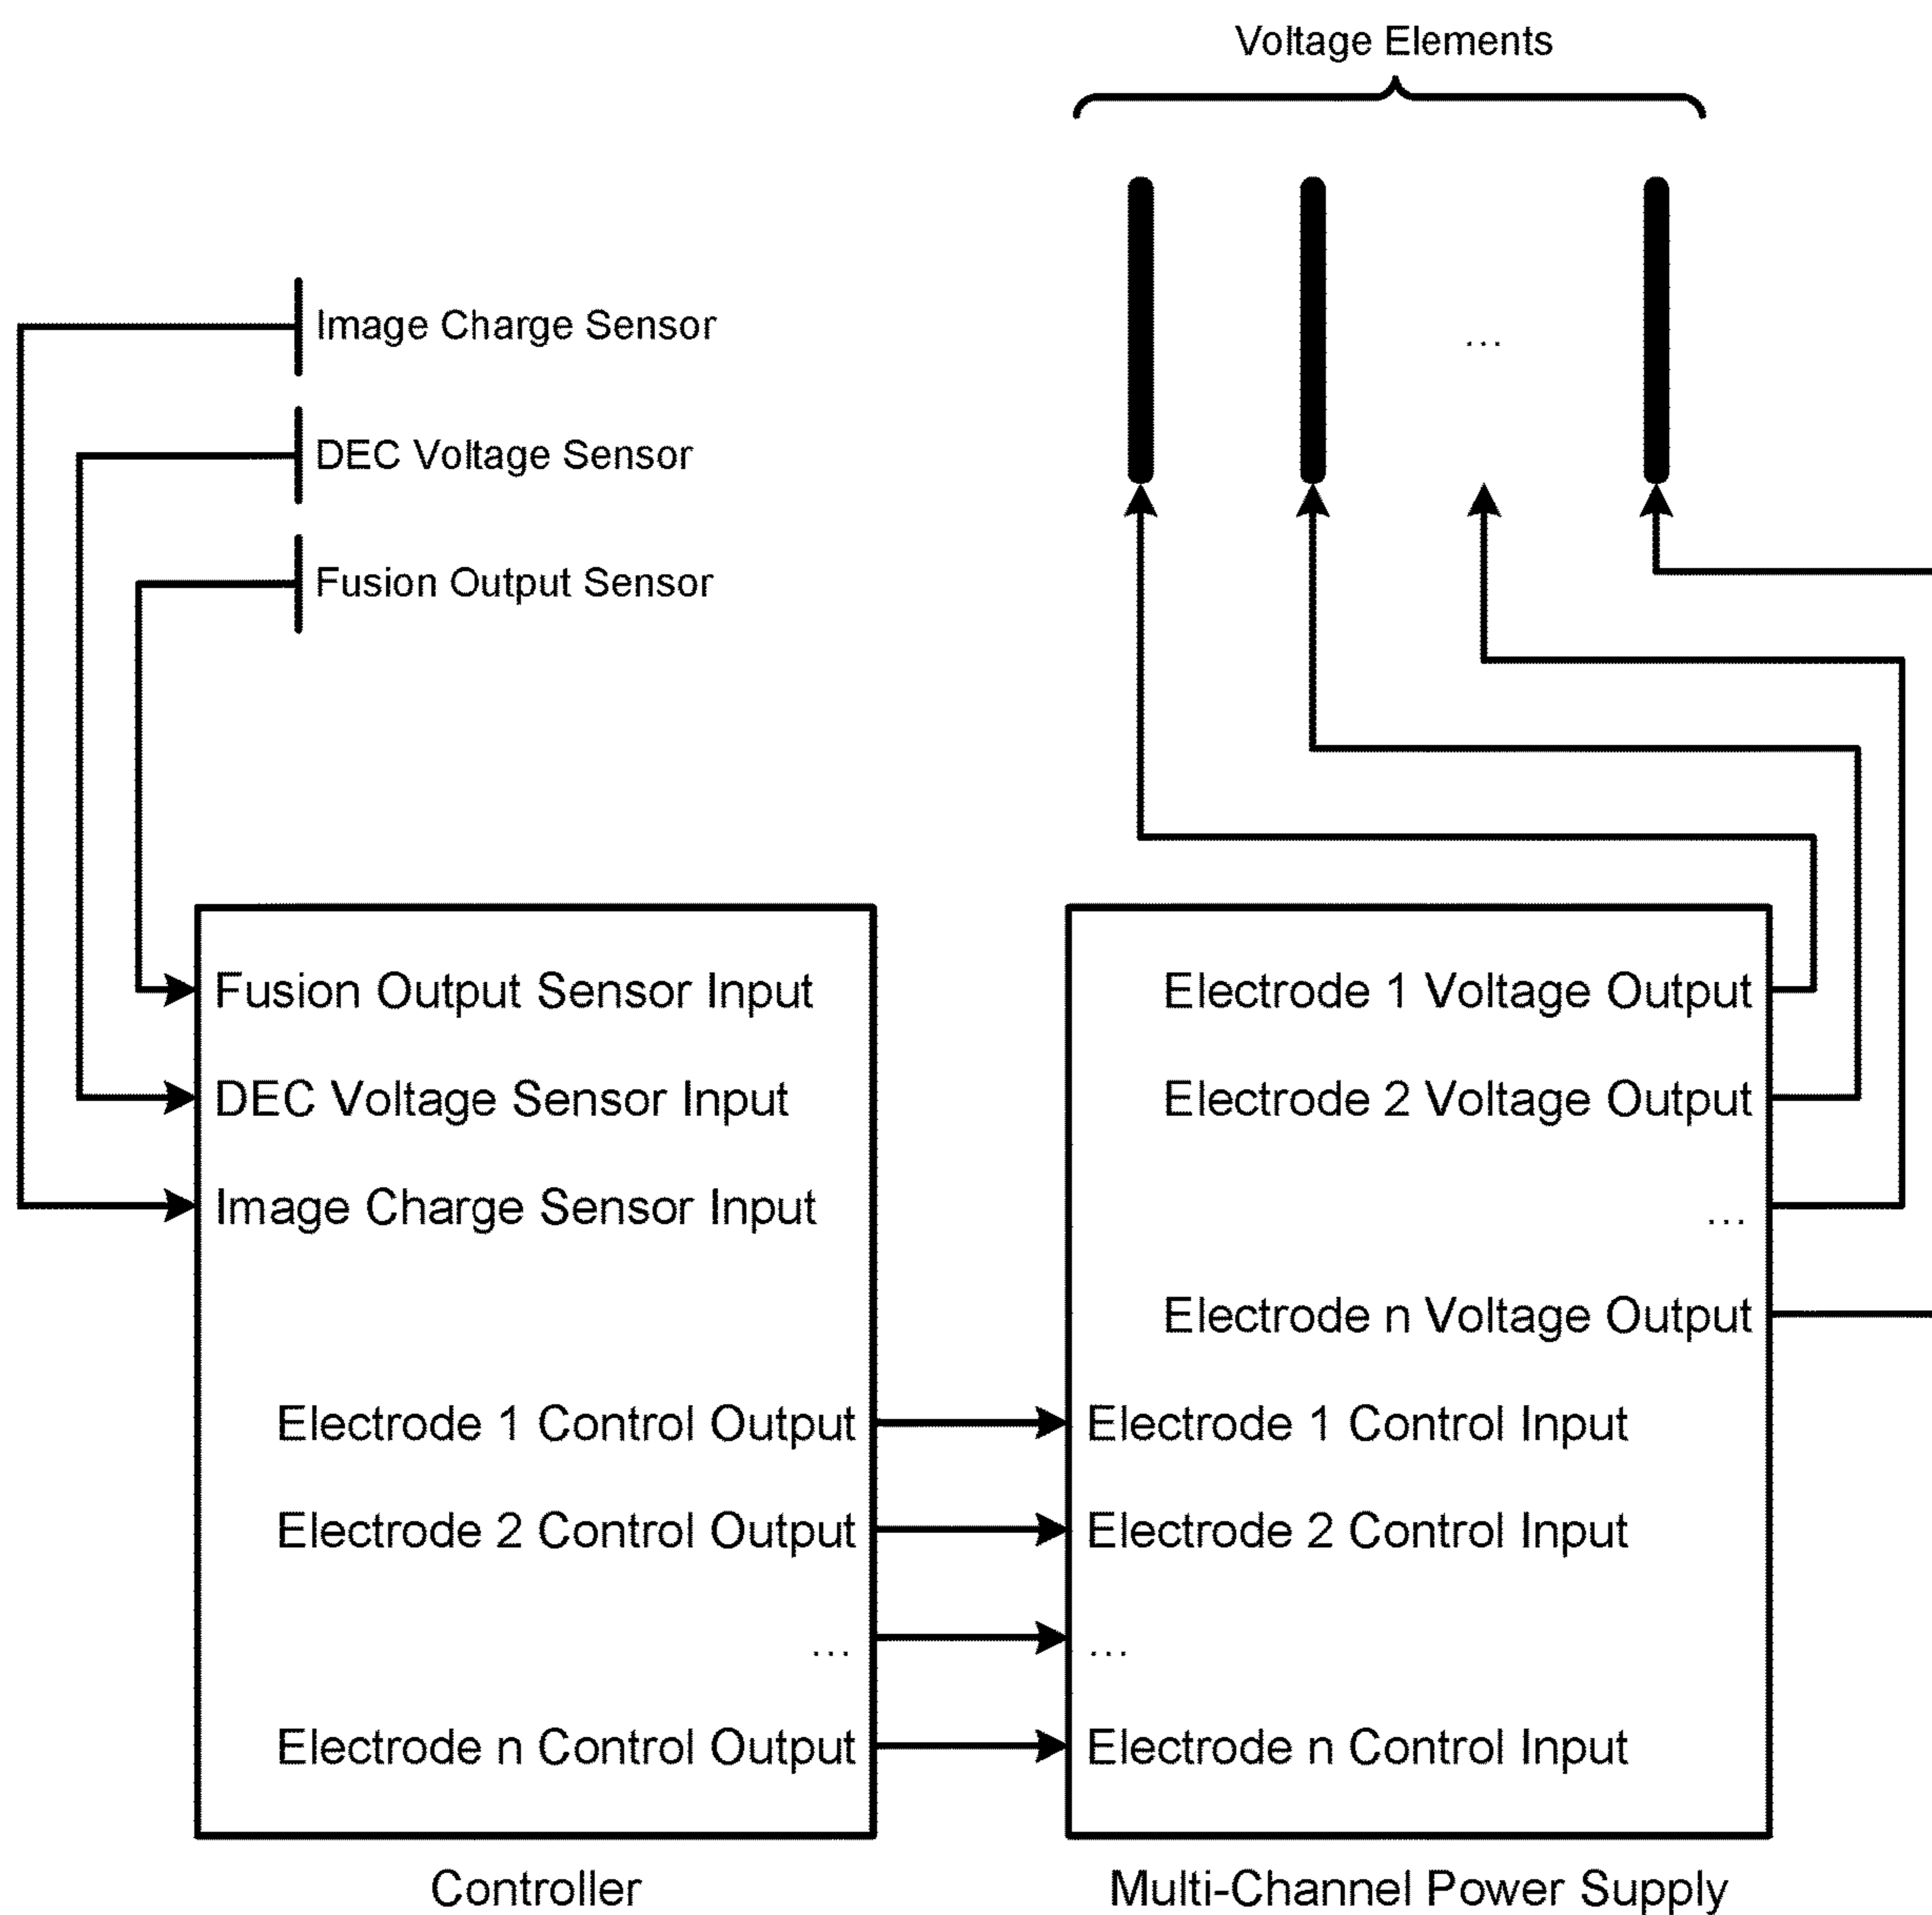 Voltage Elements
...
Image Charge Sensor
DEC Voltage Sensor
Fusion Output Sensor
Fusion Output Sensor Input
DEC Voltage Sensor Input
Image Charge Sensor Input
Electrode 1 Control Output
Electrode 2 Control Output
...
Electrode n Control Output
Controller
Electrode 1 Voltage Output
Electrode 2 Voltage Output
...
Electrode n Voltage Output
Electrode 1 Control Input
Electrode 2 Control Input
...
Electrode n Control Input
Multi-Channel Power Supply